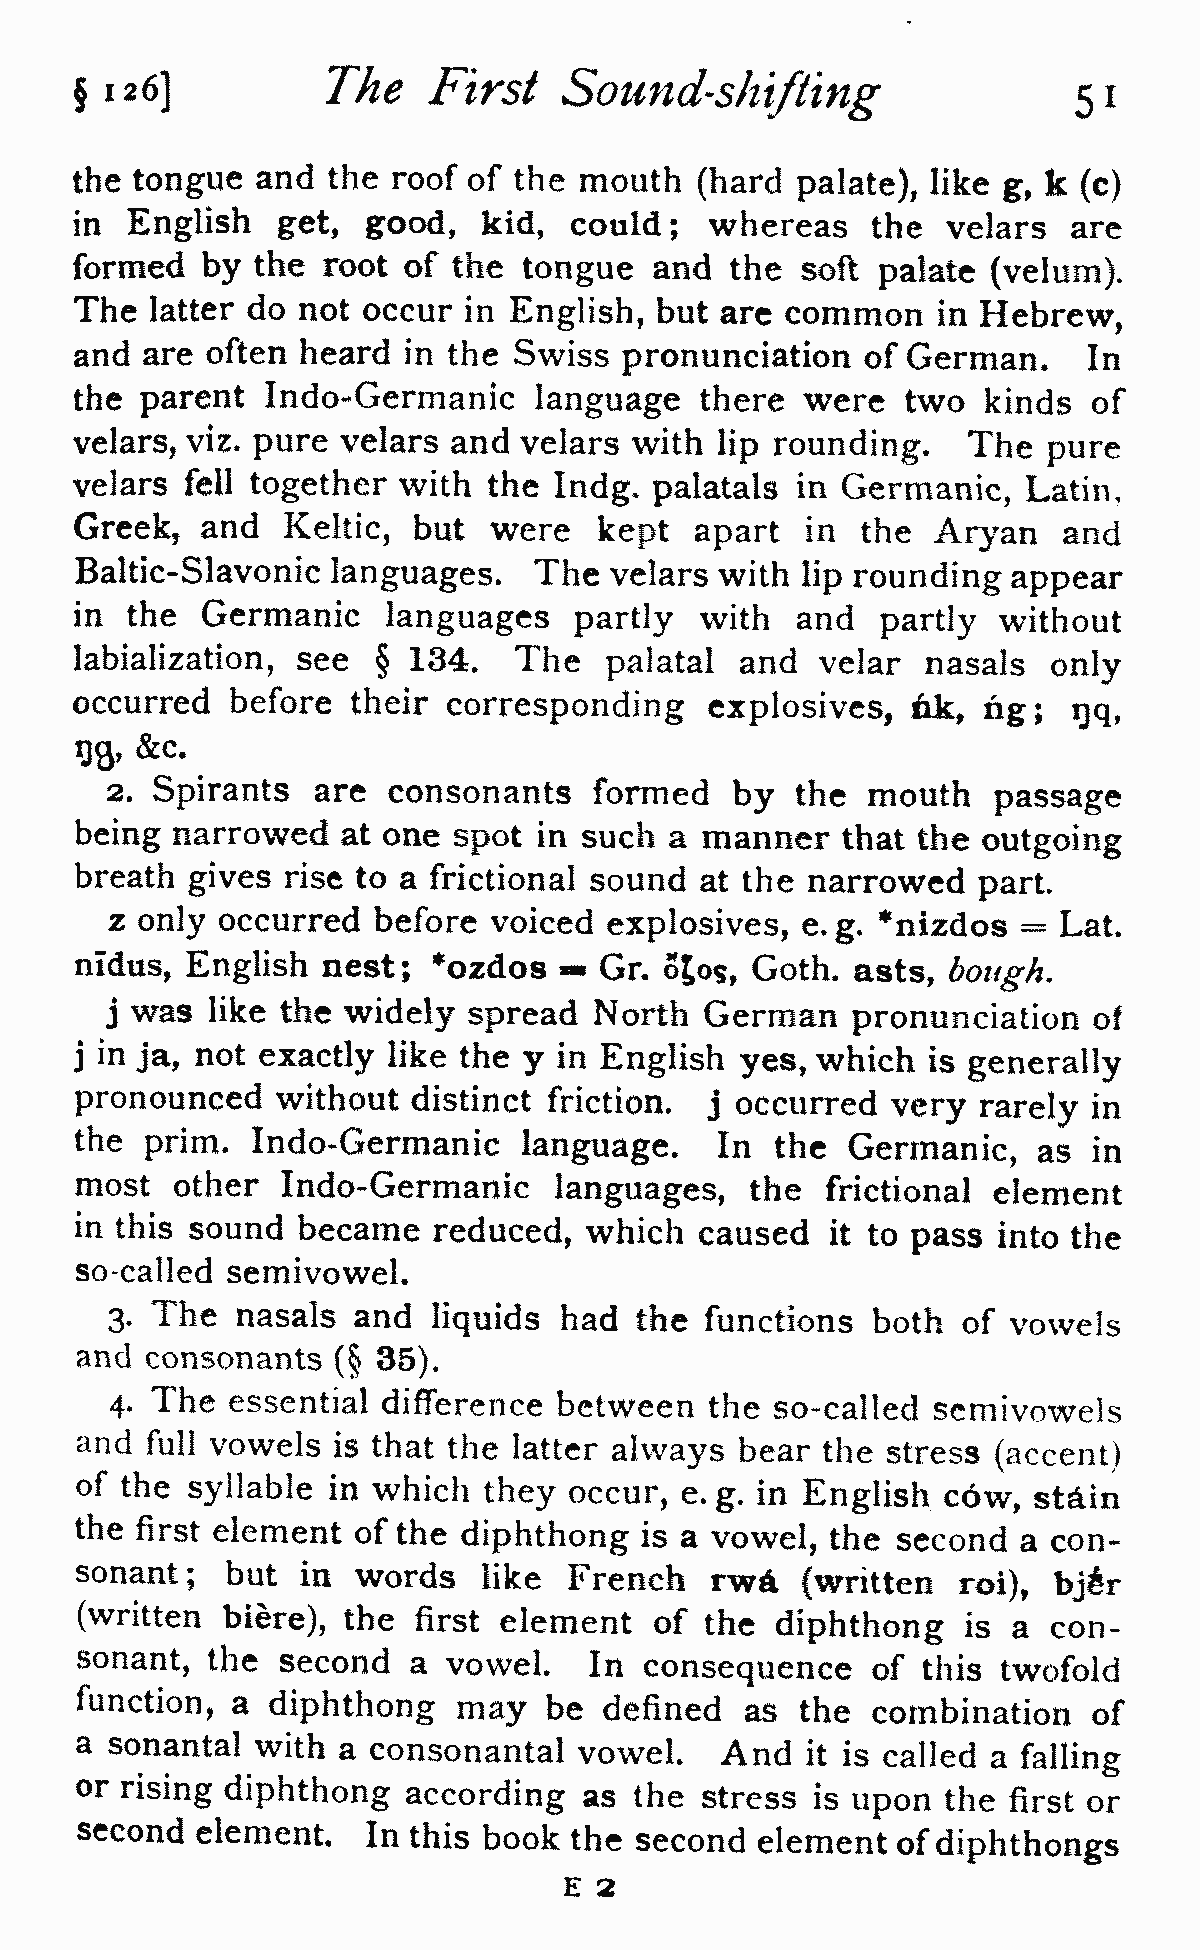 § 126] The First Sound-shifting 51
the tongue and the roof of the mouth (hard palate), like g, k (c)
in English get, good, kid, could; whereas the velars are
formed by the root of the tongue and the soft palate (velum).
The latter do not occur in English, but are common in Hebrew,
and are often heard in the Swiss pronunciation of German. In
the parent Indo-Germanic language there were two kinds of
velars, viz. pure velars and velars with lip rounding. The pure
velars fell together with the Indg. palatals in Germanic, Latin,
Greek, and Keltic, but were kept apart in the Aryan and
Baltic-Slavonic languages. The velars with lip rounding appear
in the Germanic languages partly with and partly without
labialization, see § 134. The palatal and velar nasals only
occurred before their corresponding explosives, ńk, ńg; ŋq,
ŋg, &c.
2. Spirants are consonants formed by the mouth passage
being narrowed at one spot in such a manner that the outgoing
breath gives rise to a frictional sound at the narrowed part.
z only occurred before voiced explosives, e. g. *nizdos = Lat.
nīdus, English nest; *ozdos = Gr. ὄζος, Goth. asts, bough.
j was like the widely spread North German pronunciation of
j in ja, not exactly like the y in English yes, which is generally
pronounced without distinct friction. j occurred very rarely in
the prim. Indo-Germanic language. In the Germanic, as in
most other Indo-Germanic languages, the frictional element
in this sound became reduced, which caused it to pass into the
so-called semivowel.
3. The nasals and liquids had the functions both of vowels
and consonants (§ 35).
4. The essential difference between the so-called semivowels
and full vowels is that the latter always bear the stress (accent)
of the syllable in which they occur, e. g. in English ców, stáin
the first element of the diphthong is a vowel, the second a con-
sonant; but in words like French rwá (written roi), bjêr
(written bière), the first element of the diphthong is a con-
sonant, the second a vowel. In consequence of this twofold
function, a diphthong may be defined as the combination of
a sonantal with a consonantal vowel. And it is called a falling
or rising diphthong according as the stress is upon the first or
second element. In this book the second element of diphthongs
E 2